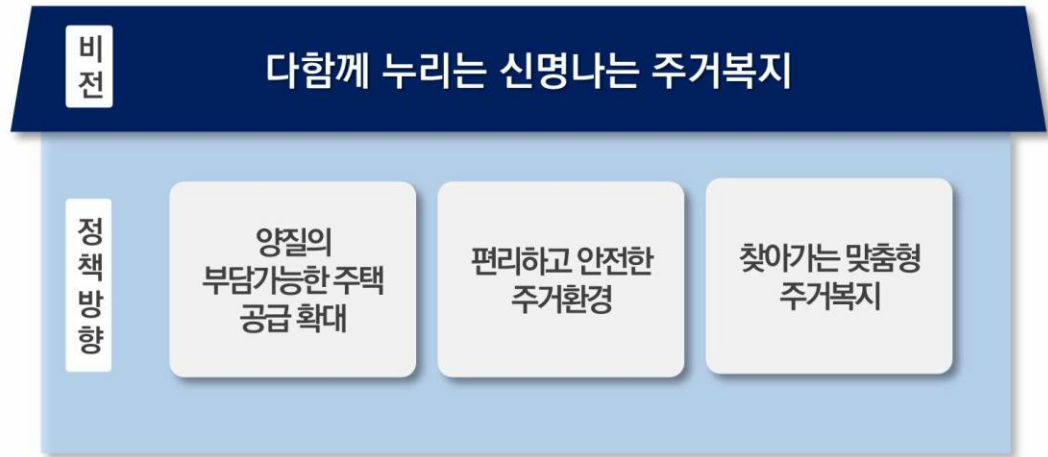 비전
다함께 누리는 신명나는 주거복지
정책방향
양질의
부담가능한 주택
공급 확대
편리하고 안전한
주거환경
찾아가는 맞춤형
주거복지